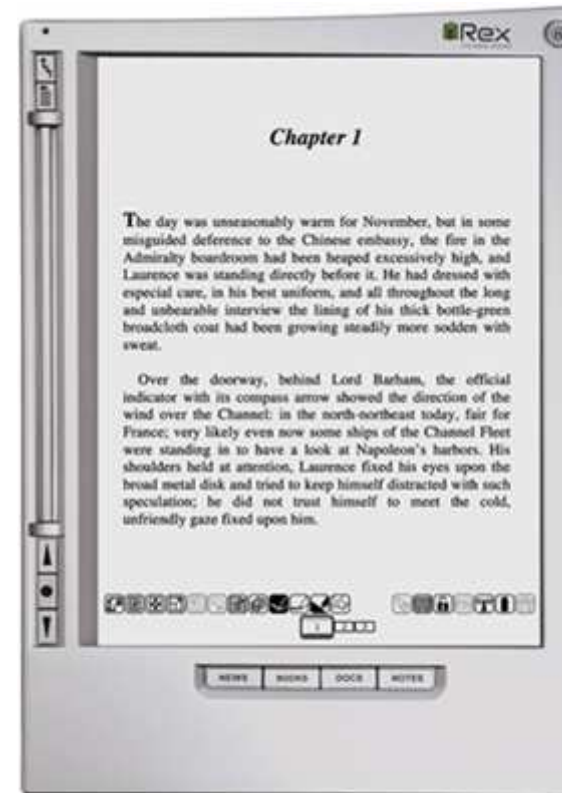 Rex
Chapter 1
The day was unseasonably warm for November, but in some
misguided deference to the Chinese embassy, the fire in the
Admiralty boardroom had been heaped excessively high, and
Laurence was standing directly before it. He had dressed with
especial care, in his best uniform, and all throughout the long
and unbearable interview the lining of his thick bottle-green
broadcloth coat had been growing steadily more sodden with
sweat.
Over the doorway, behind Lord Barham, the official
indicator with its compass arrow showed the direction of the
wind over the Channel: in the north-northeast today, fair for
France; very likely even now some ships of the Channel Fleet
were standing in to have a look at Napoleon's harbors. His
shoulders held at attention, Laurence fixed his eyes upon the
broad metal disk and tried to keep himself distracted with such
speculation; he did not trust himself to meet the cold,
unfriendly gaze fixed upon him.
1 2 3
NEWS BOOKS DOCS NOTES